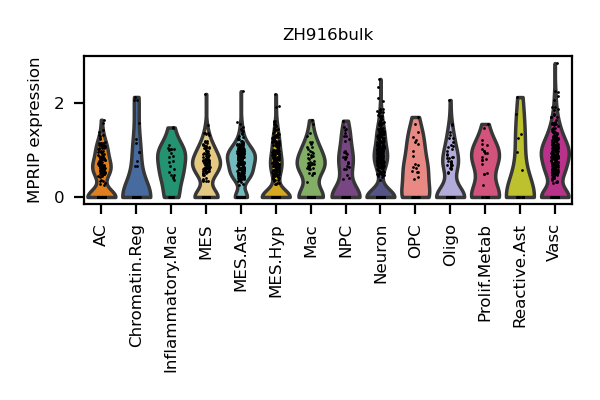 ZH916bulk
MPRIP expression
2
0
AC
Chromatin.Reg
Inflammatory.Mac
MES
MES.Ast
MES.Hyp
Mac
NPC
Neuron
OPC
Oligo
Prolif.Metab
Reactive.Ast
Vasc